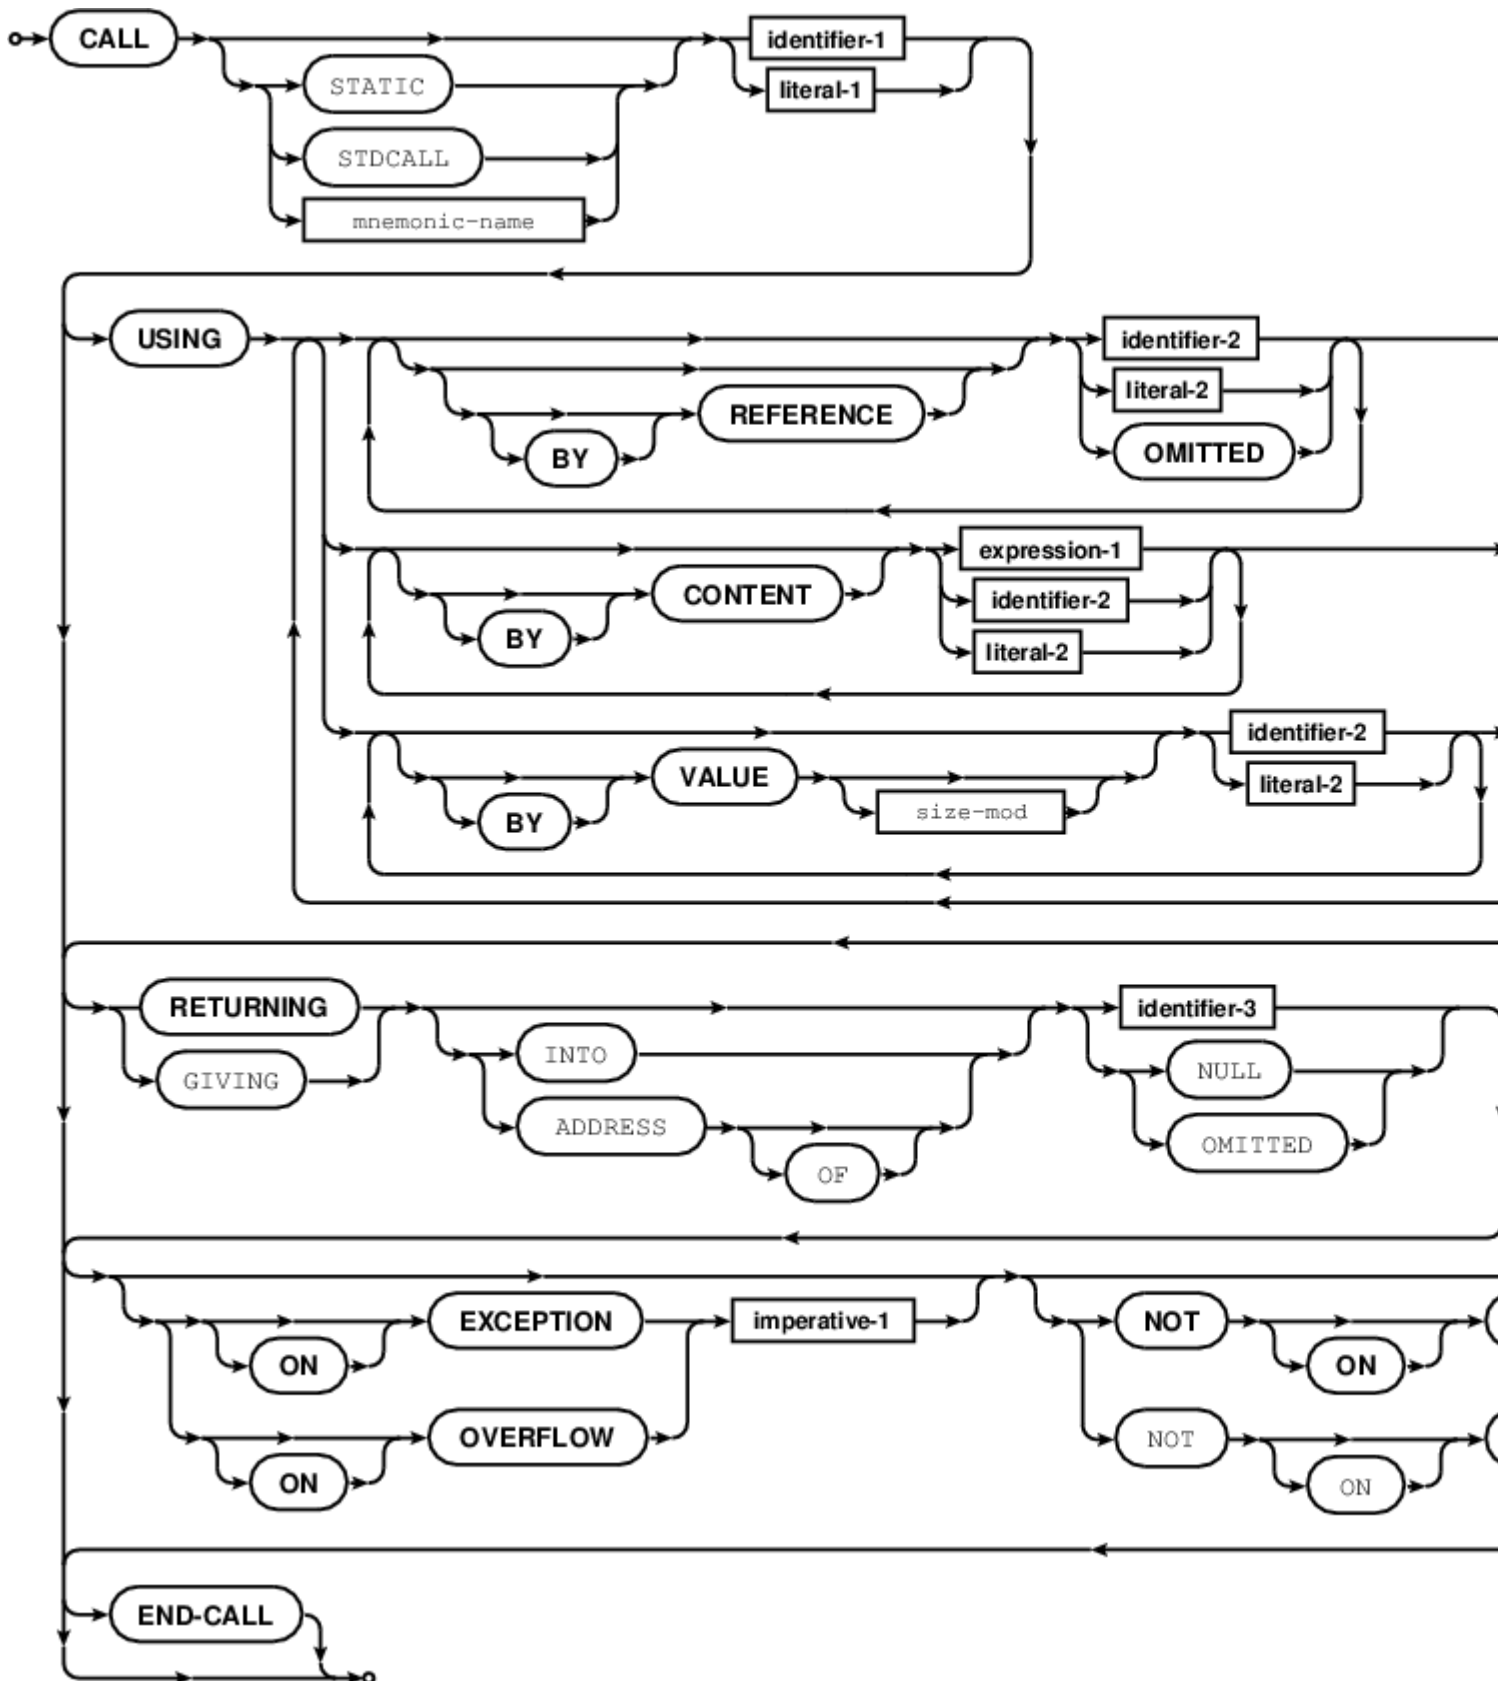 CALL
identifier-1
STATIC
literal-1
STDCALL
mnemonic-name
USING
identifier-2
literal-2
REFERENCE
BY
OMITTED
expression-1
CONTENT
identifier-2
BY
literal-2
identifier-2
VALUE
literal-2
BY
size-mod
RETURNING
identifier-3
INTO
NULL
GIVING
ADDRESS
OMITTED
OF
EXCEPTION
imperative-1
NOT
ON
ON
OVERFLOW
NOT
ON
ON
END-CALL